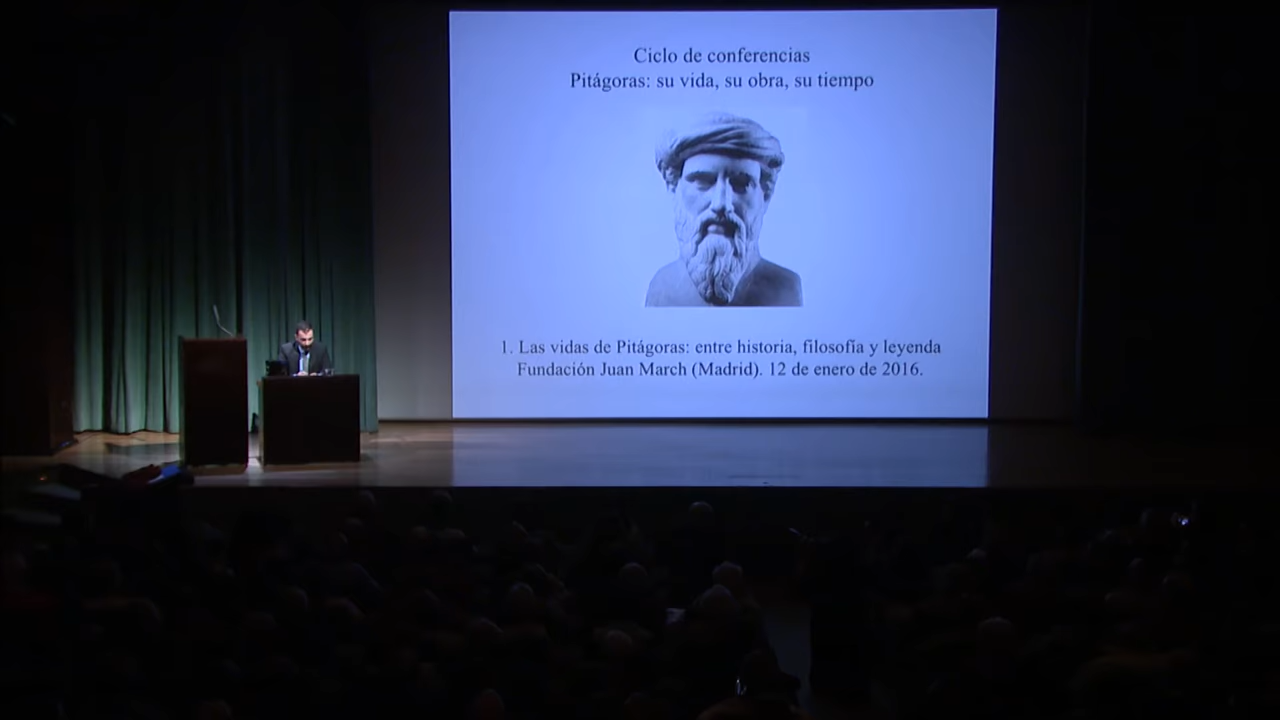 Ciclo de conferencias
Pitágoras: su vida, su obra, su tiempo
1. Las vidas de Pitágoras: entre historia, filosofía y leyenda
Fundación Juan March (Madrid). 12 de enero de 2016.